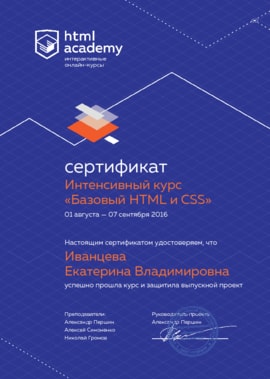 html
academy
интерактивные
онлайн-курсы
сертификат
Интенсивный курс
«Базовый HTML и CSS»
01 августа — 07 сентября 2016
Настоящим сертификатом удостоверяем, что
Иванцева
Екатерина Владимировна
успешно прошла курс и защитила выпускной проект
Преподаватели:
Александр Першин
Алексей Симоненко
Николай Громов
Руководитель проекта
Александр Першин